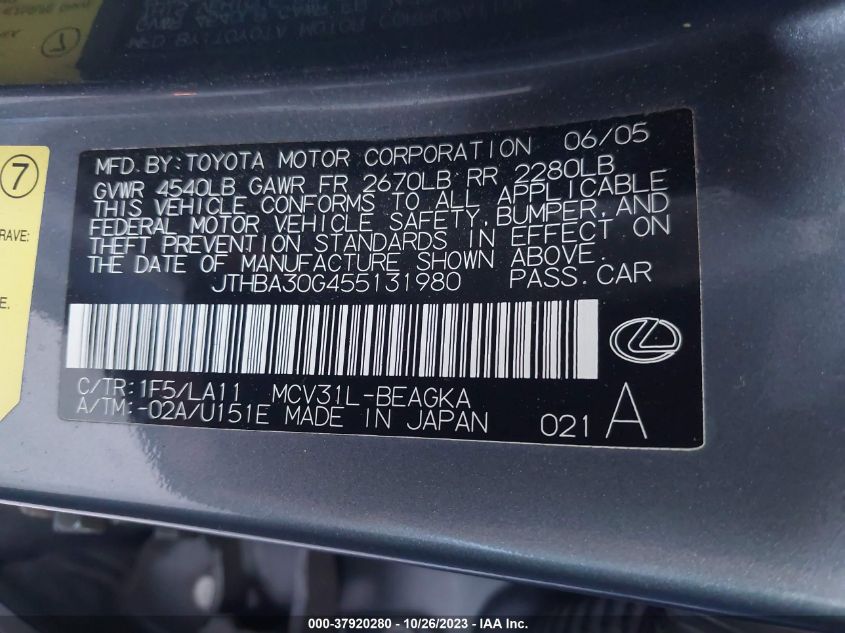 7
RAVE:
E.
MFD.BY:TOYOTA MOTOR CORPORATION 06/05
GVWR 4540LB GAWR FR 2670LB RR 2280LB
THIS VEHICLE CONFORMS TO ALL APPLICABLE
FEDERAL MOTOR VEHICLE SAFETY,BUMPER,AND
THEFT PREVENTION STANDARDS IN EFFECT ON
THE DATE OF MANUFACTURE SHOWN ABOVE.
JTHBA30G455131980 PASS.CAR
C/TR:1F5/LA11 MCV31L-BEAGKA
A/TM:-02A/U151E MADE IN JAPAN 021 A
000-37920280 - 10/26/2023 - IAA Inc.